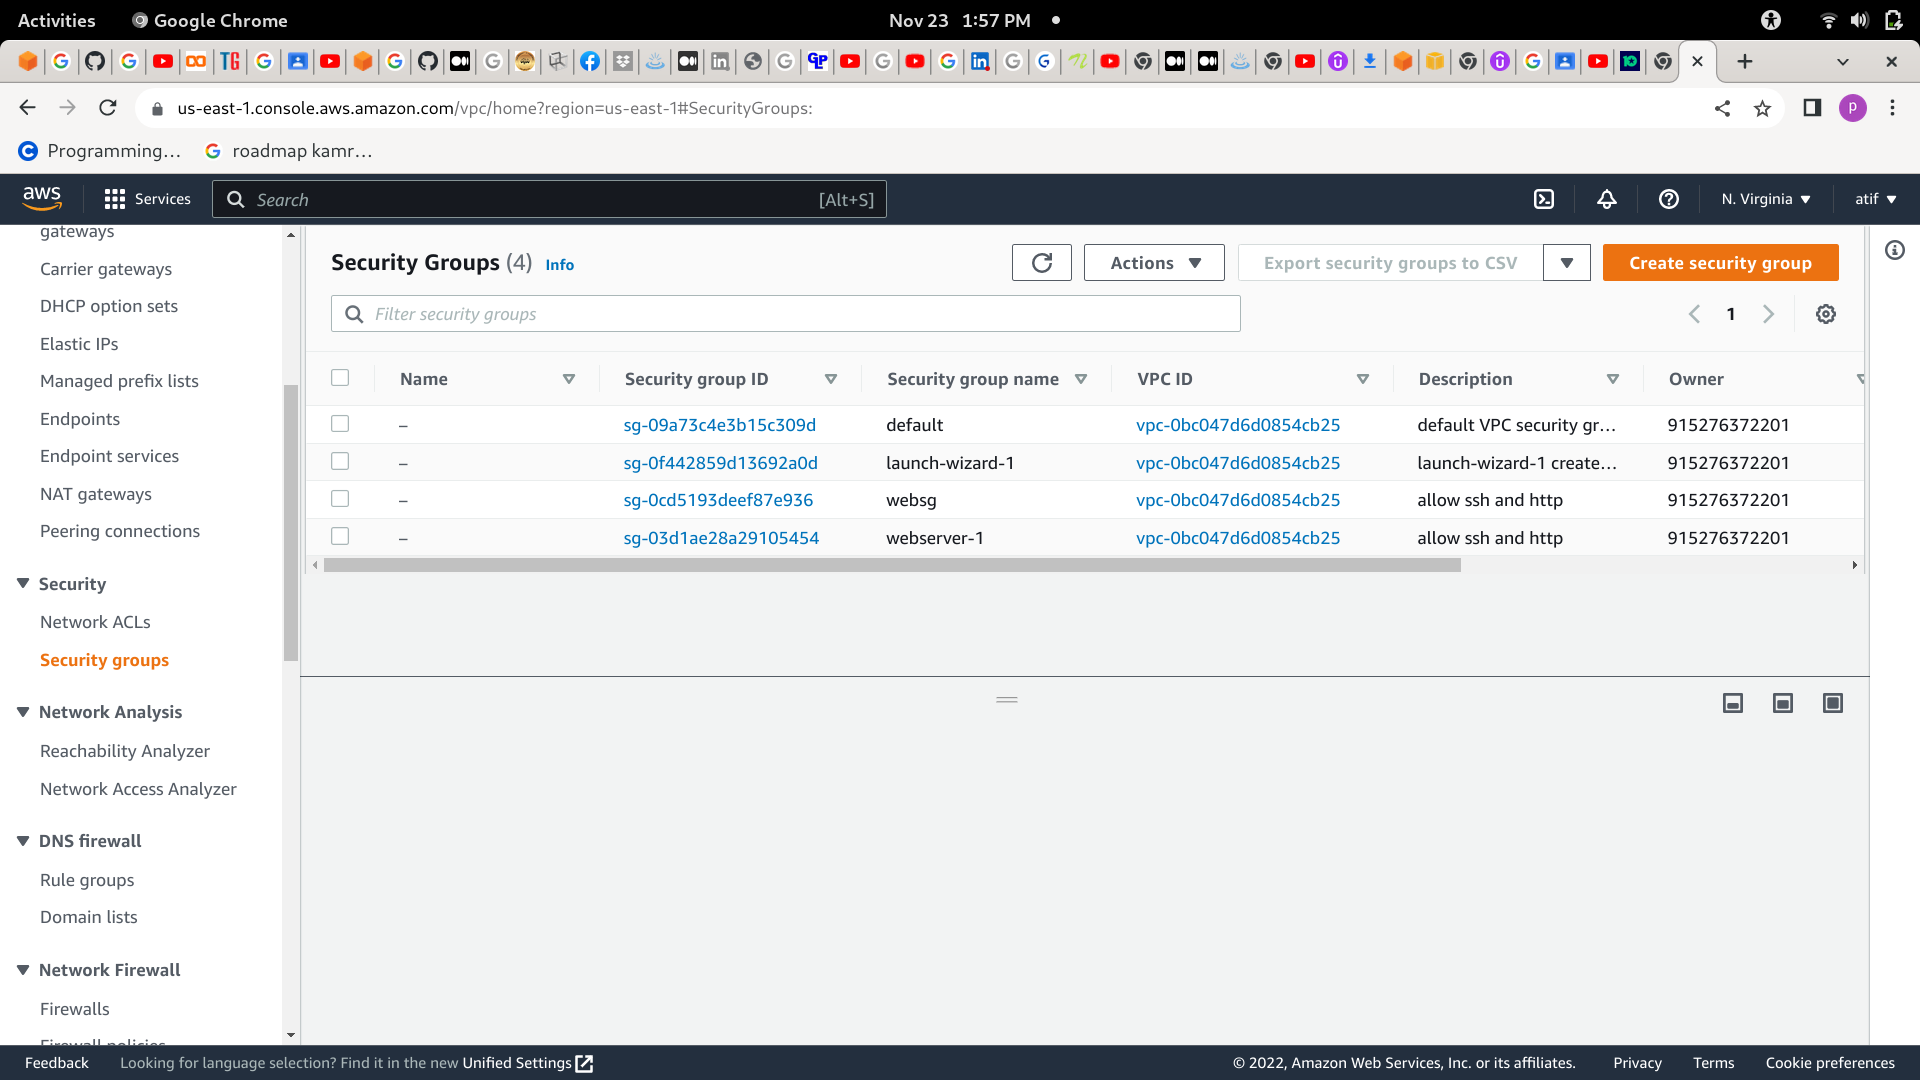 Activities Google Chrome Nov 23 1:57 PM
us-east-1.console.aws.amazon.com/vpc/home?region=us-east-1#SecurityGroups:
P
Programming...
roadmap kamr...
aws Services Search [Alt+S] N. Virginia ▼ atif ▼
gateways
Carrier gateways
DHCP option sets
Elastic IPs
Managed prefix lists
Endpoints
Endpoint services
NAT gateways
Peering connections
Security
Network ACLs
Security groups
Network Analysis
Reachability Analyzer
Network Access Analyzer
DNS firewall
Rule groups
Domain lists
Network Firewall
Firewalls
Firewall policies
Security Groups (4) Info
Actions
Export security groups to CSV
Create security group
Filter security groups
1
Name Security group ID Security group name VPC ID Description Owner
– sg-09a73c4e3b15c309d default vpc-0bc047d6d0854cb25 default VPC security gr... 915276372201
– sg-0f442859d13692a0d launch-wizard-1 vpc-0bc047d6d0854cb25 launch-wizard-1 create... 915276372201
– sg-0cd5193deef87e936 websg vpc-0bc047d6d0854cb25 allow ssh and http 915276372201
– sg-03d1ae28a29105454 webserver-1 vpc-0bc047d6d0854cb25 allow ssh and http 915276372201
Feedback Looking for language selection? Find it in the new Unified Settings © 2022, Amazon Web Services, Inc. or its affiliates. Privacy Terms Cookie preferences